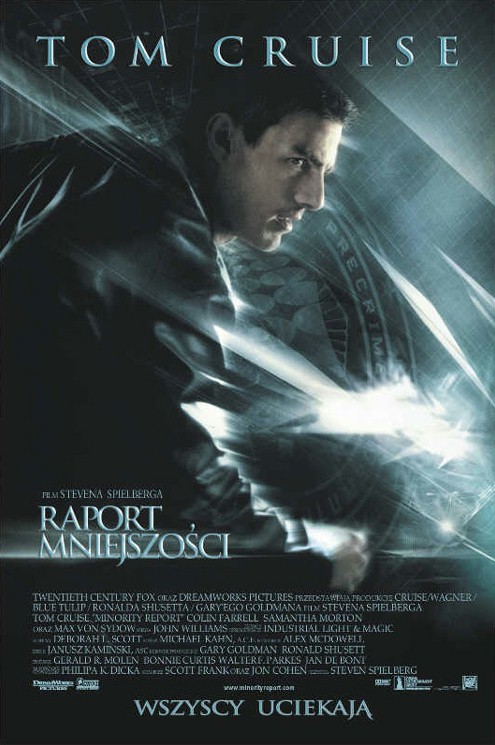 TOM CRUISE
PRECRIME
FILM STEVENA SPIELBERGA
RAPORT
MNIEJSZOŚCI
TWENTIETH CENTURY FOX ORAZ DREAMWORKS PICTURES PRZEDSTAWIAJĄ PRODUKCJĘ CRUISE/WAGNER/
BLUE TULIP / RONALDA SHUSETTA / GARY'EGO GOLDMANA FILM STEVENA SPIELBERGA
TOM CRUISE "MINORITY REPORT" COLIN FARRELL SAMANTHA MORTON
ORAZ MAX VON SYDOW JOHN WILLIAMS INDUSTRIAL LIGHT & MAGIC
DEBORAH L. SCOTT MICHAEL KAHN, A.C.E. ALEX MCDOWELL
JANUSZ KAMINSKI, ASC GARY GOLDMAN RONALD SHUSETT
GERALD R. MOLEN BONNIE CURTIS WALTER F. PARKES JAN DE BONT
PHILIPA K. DICKA SCOTT FRANK ORAZ JON COHEN STEVEN SPIELBERG
DREAMWORKS PICTURES
www.minorityreport.com
WSZYSCY UCIEKAJĄ